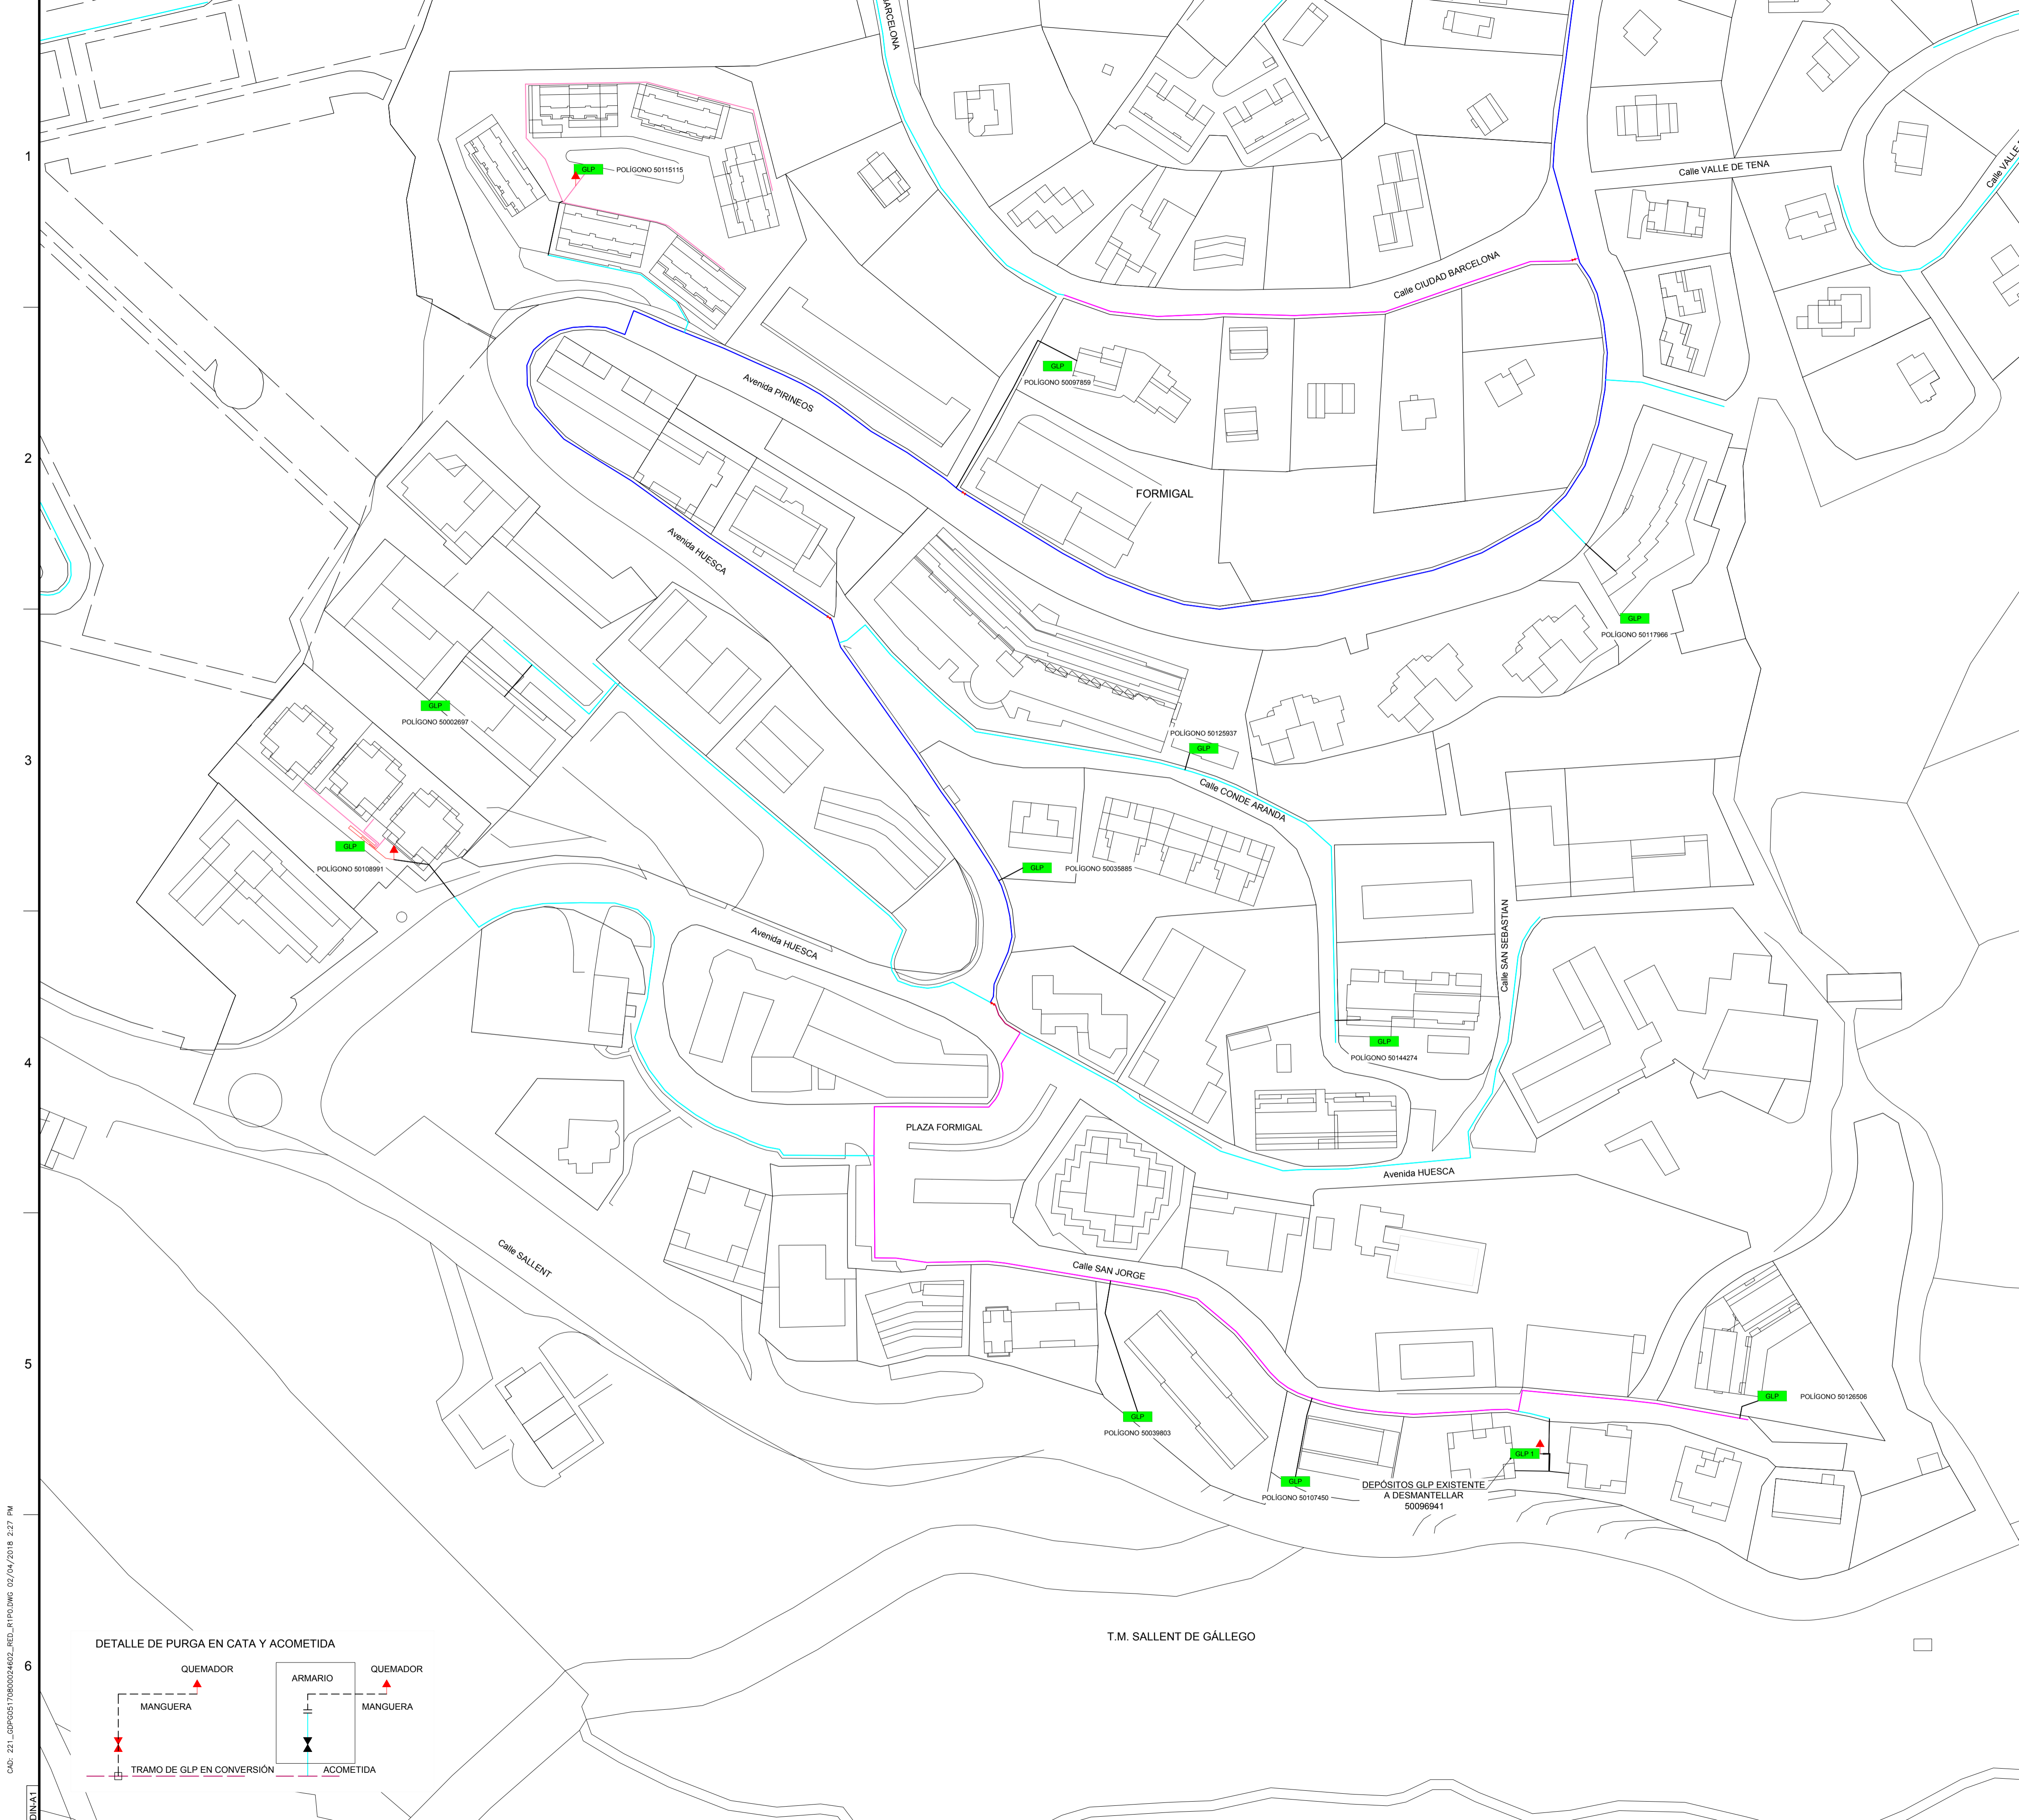 BARCELONA
1
GLP
POLÍGONO 50115115
Calle VALLE DE TENA
Calle VALLE
Calle CIUDAD BARCELONA
GLP
POLÍGONO 50097859
Avenida PIRINEOS
2
FORMIGAL
Avenida HUESCA
GLP
POLÍGONO 50117966
GLP
POLÍGONO 50002697
POLÍGONO 50125937
GLP
3
Calle CONDE ARANDA
GLP
POLÍGONO 50108991
GLP
POLÍGONO 50035885
Avenida HUESCA
Calle SAN SEBASTIAN
GLP
POLÍGONO 50144274
4
PLAZA FORMIGAL
Avenida HUESCA
Calle SALLENT
Calle SAN JORGE
5
GLP
POLÍGONO 50126506
GLP
POLÍGONO 50039803
GLP 1
GLP
POLÍGONO 50107450
DEPÓSITOS GLP EXISTENTE
A DESMANTELLAR
50096941
T.M. SALLENT DE GÁLLEGO
6
DETALLE DE PURGA EN CATA Y ACOMETIDA
QUEMADOR
ARMARIO
QUEMADOR
MANGUERA
MANGUERA
TRAMO DE GLP EN CONVERSIÓN
ACOMETIDA
CAD: 221_GDPG0517080024602_RED_R1P0.DWG 02/04/2018 2:27 PM
DIN-A1